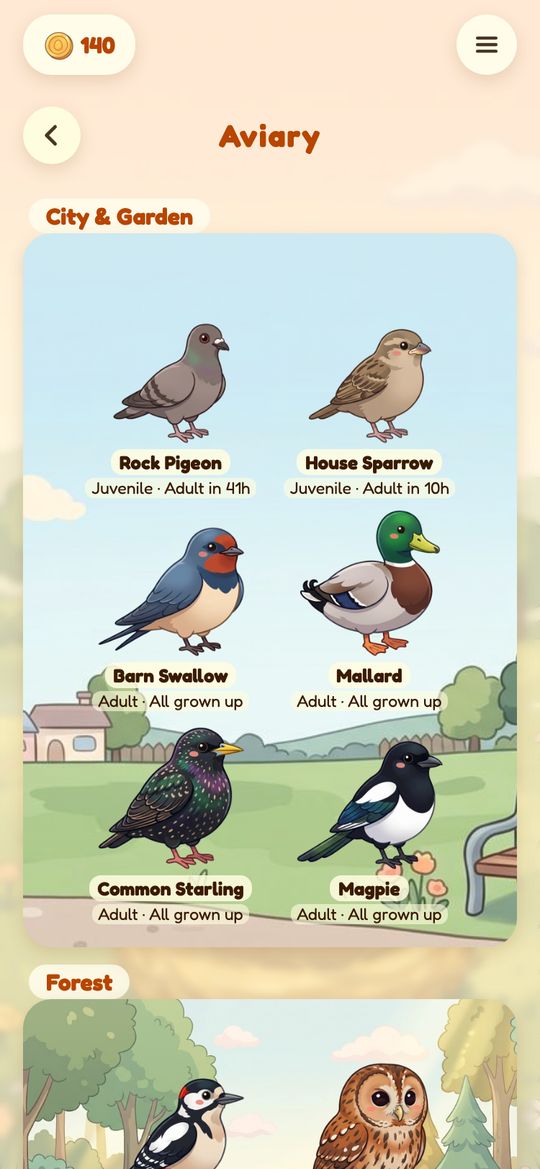 140
Aviary
City & Garden
Rock Pigeon
Juvenile · Adult in 41h
House Sparrow
Juvenile · Adult in 10h
Barn Swallow
Adult · All grown up
Mallard
Adult · All grown up
Common Starling
Adult · All grown up
Magpie
Adult · All grown up
Forest